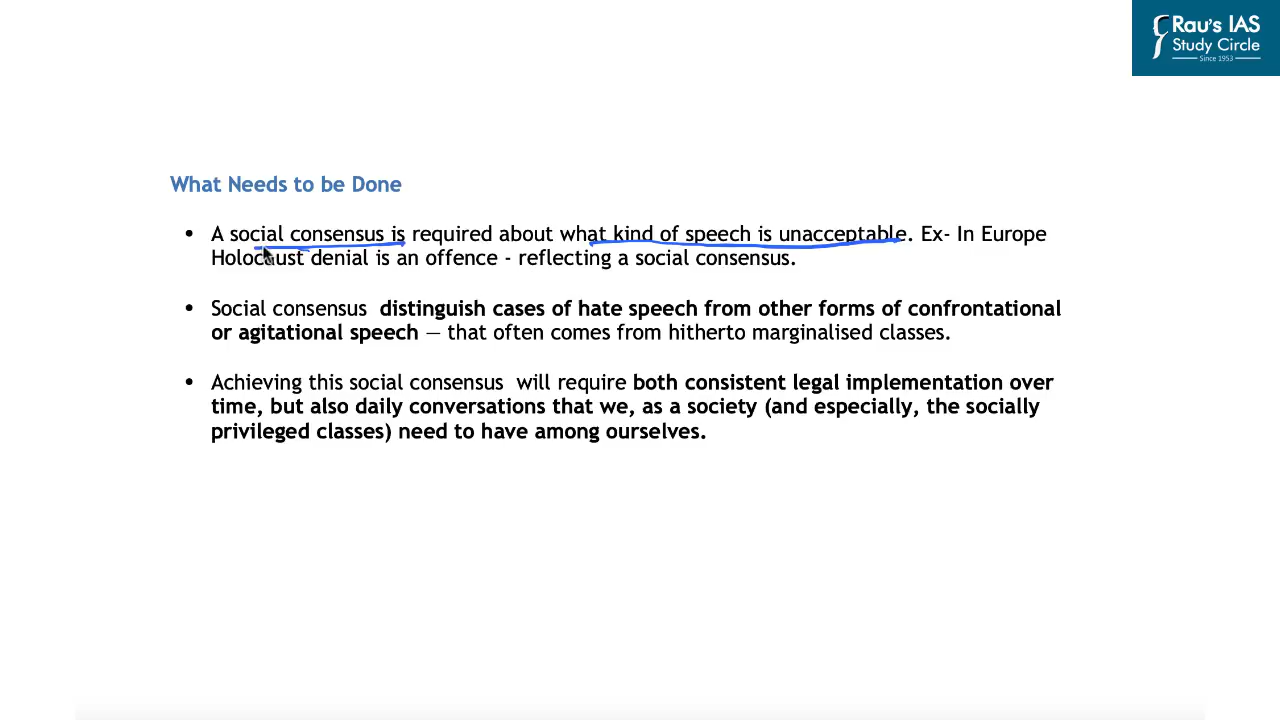 Rau's IAS
Study Circle
Since 1953
What Needs to be Done
• A social consensus is required about what kind of speech is unacceptable. Ex- In Europe
Holocaust denial is an offence - reflecting a social consensus.
• Social consensus  distinguish cases of hate speech from other forms of confrontational
or agitational speech — that often comes from hitherto marginalised classes.
• Achieving this social consensus  will require both consistent legal implementation over
time, but also daily conversations that we, as a society (and especially, the socially
privileged classes) need to have among ourselves.